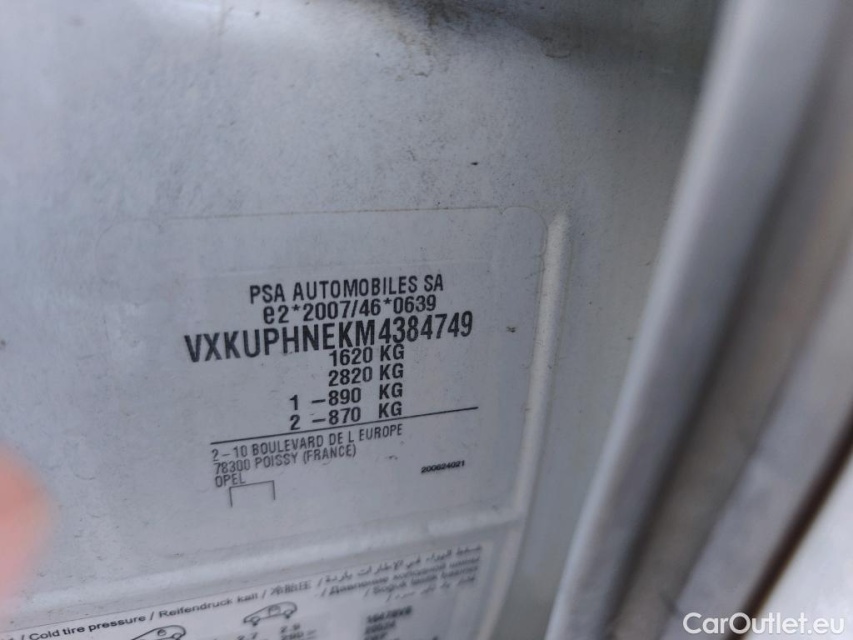 PSA AUTOMOBILES SA
e2*2007/46*0639
VXKUPHNEKM4384749
1620 KG
2820 KG
1 -890 KG
2 -870 KG
2-10 BOULEVARD DE L EUROPE
78300 POISSY (FRANCE)
OPEL
200624021
/ Cold tire pressure / Reifendruck kalt /
CarOutlet.eu